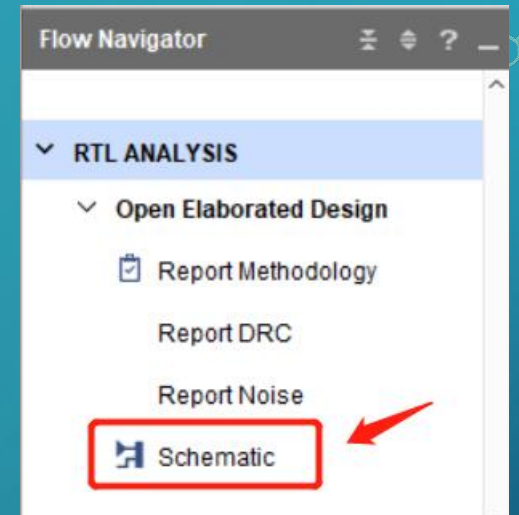 Flow Navigator ?
RTL ANALYSIS
Open Elaborated Design
Report Methodology
Report DRC
Report Noise
Schematic